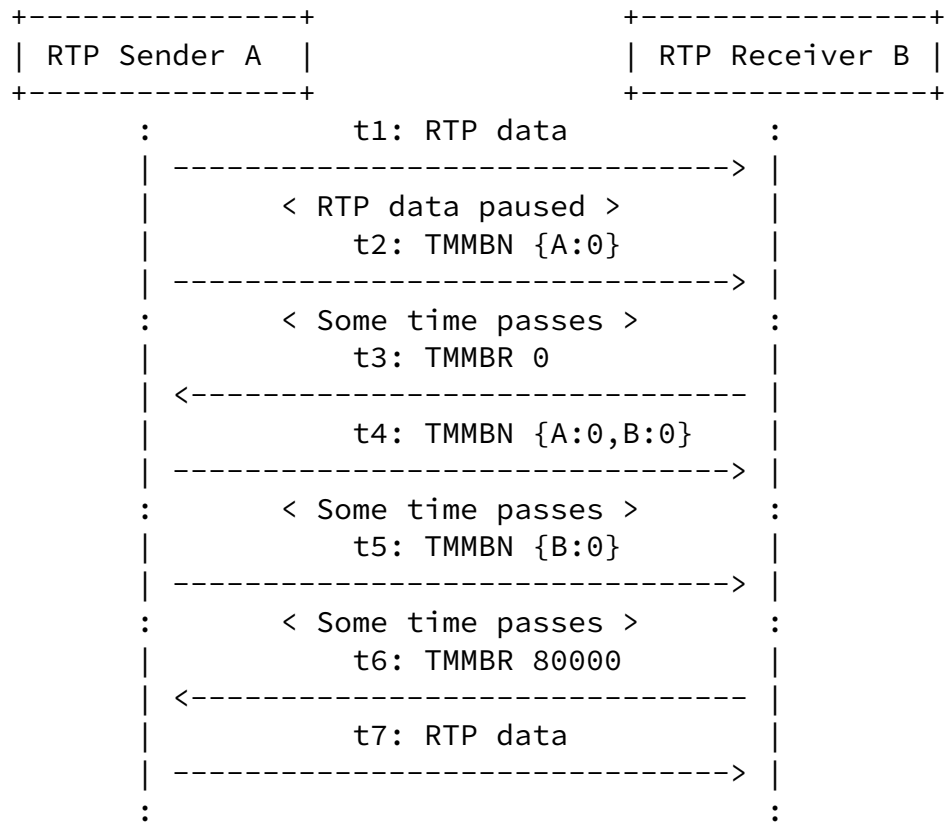 RTP Sender A RTP Receiver B
t1: RTP data
< RTP data paused >
t2: TMMBN {A:0}
< Some time passes >
t3: TMMBR 0
t4: TMMBN {A:0,B:0}
< Some time passes >
t5: TMMBN {B:0}
< Some time passes >
t6: TMMBR 80000
t7: RTP data